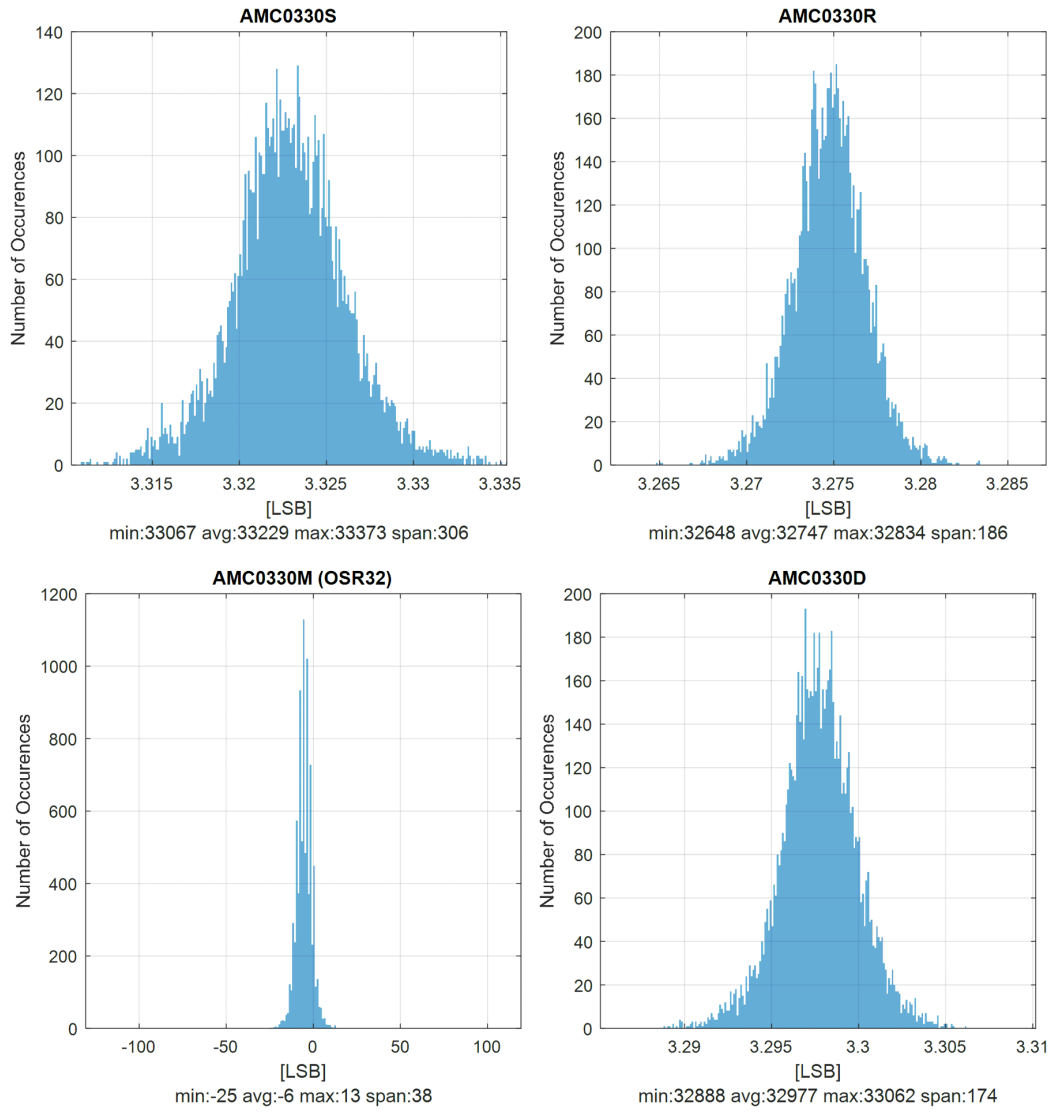 AMC0330S
140
120
100
80
60
40
20
0
Number of Occurences
3.315 3.32 3.325 3.33 3.335
[LSB]
min:33067 avg:33229 max:33373 span:306
AMC0330R
200
180
160
140
120
100
80
60
40
20
0
Number of Occurences
3.265 3.27 3.275 3.28 3.285
[LSB]
min:32648 avg:32747 max:32834 span:186
AMC0330M (OSR32)
1200
1000
800
600
400
200
0
Number of Occurences
-100 -50 0 50 100
[LSB]
min:-25 avg:-6 max:13 span:38
AMC0330D
200
180
160
140
120
100
80
60
40
20
0
Number of Occurences
3.29 3.295 3.3 3.305 3.31
[LSB]
min:32888 avg:32977 max:33062 span:174